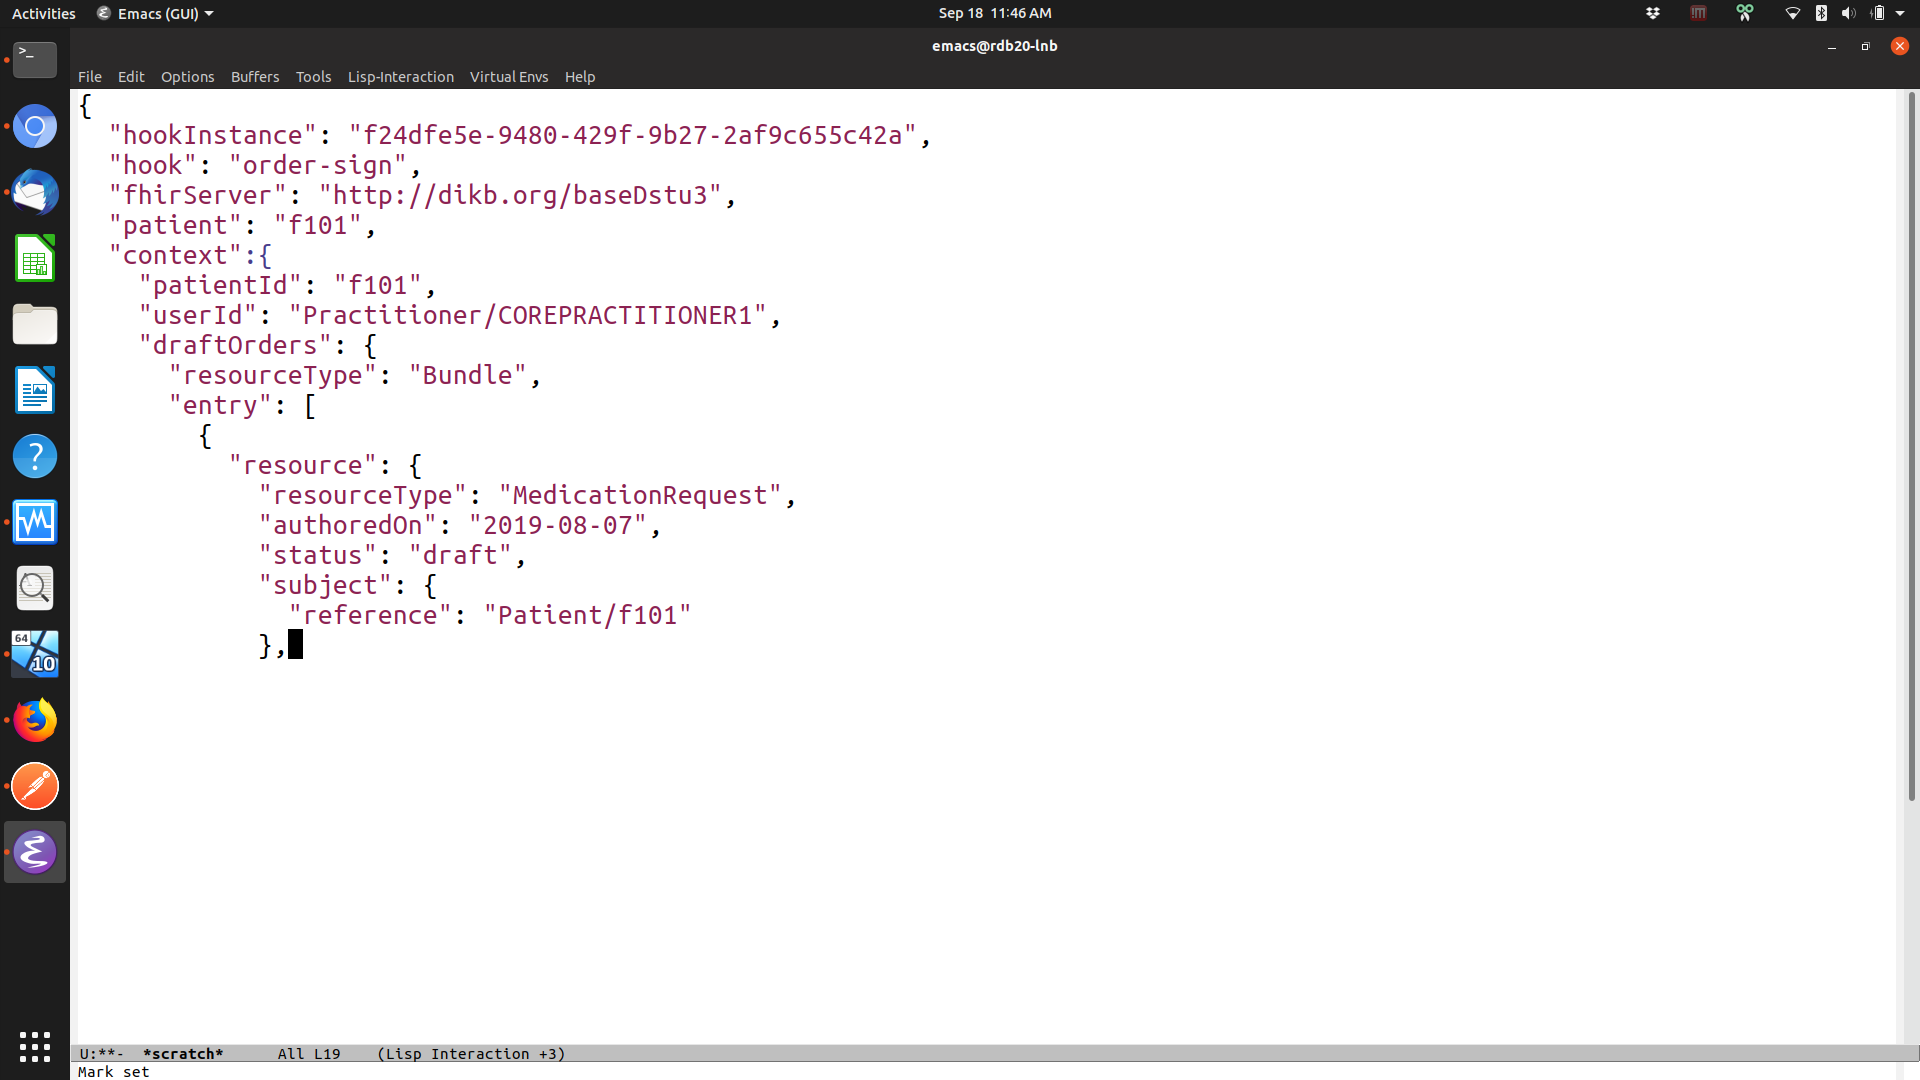 Activities Emacs (GUI) Sep 18 11:46 AM
emacs@rdb20-lnb
File Edit Options Buffers Tools Lisp-Interaction Virtual Envs Help
{
  "hookInstance": "f24dfe5e-9480-429f-9b27-2af9c655c42a",
  "hook": "order-sign",
  "fhirServer": "http://dikb.org/baseDstu3",
  "patient": "f101",
  "context":{
    "patientId": "f101",
    "userId": "Practitioner/COREPRACTITIONER1",
    "draftOrders": {
      "resourceType": "Bundle",
      "entry": [
        {
          "resource": {
            "resourceType": "MedicationRequest",
            "authoredOn": "2019-08-07",
            "status": "draft",
            "subject": {
              "reference": "Patient/f101"
            },
64
10
U:**-  *scratch*      All L19    (Lisp Interaction +3)
Mark set